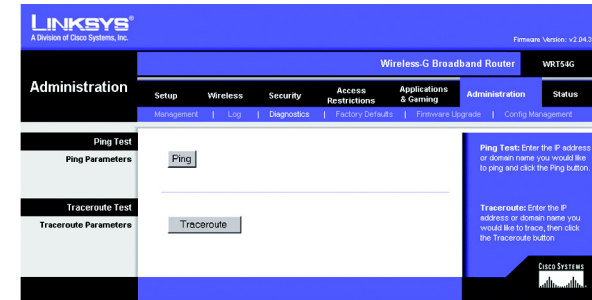 LINKSYS®
A Division of Cisco Systems, Inc.
Firmware Version: v2.04.3
Wireless-G Broadband Router WRT54G
Administration
Setup Wireless Security Access Restrictions Applications & Gaming Administration Status
Management | Log | Diagnostics | Factory Defaults | Firmware Upgrade | Config Management
Ping Test
Ping Parameters
Ping
Ping Test: Enter the IP address
or domain name you would like
to ping and click the Ping button.
Traceroute Test
Traceroute Parameters
Traceroute
Traceroute: Enter the IP
address or domain name you
would like to trace, then click
the Traceroute button
CISCO SYSTEMS